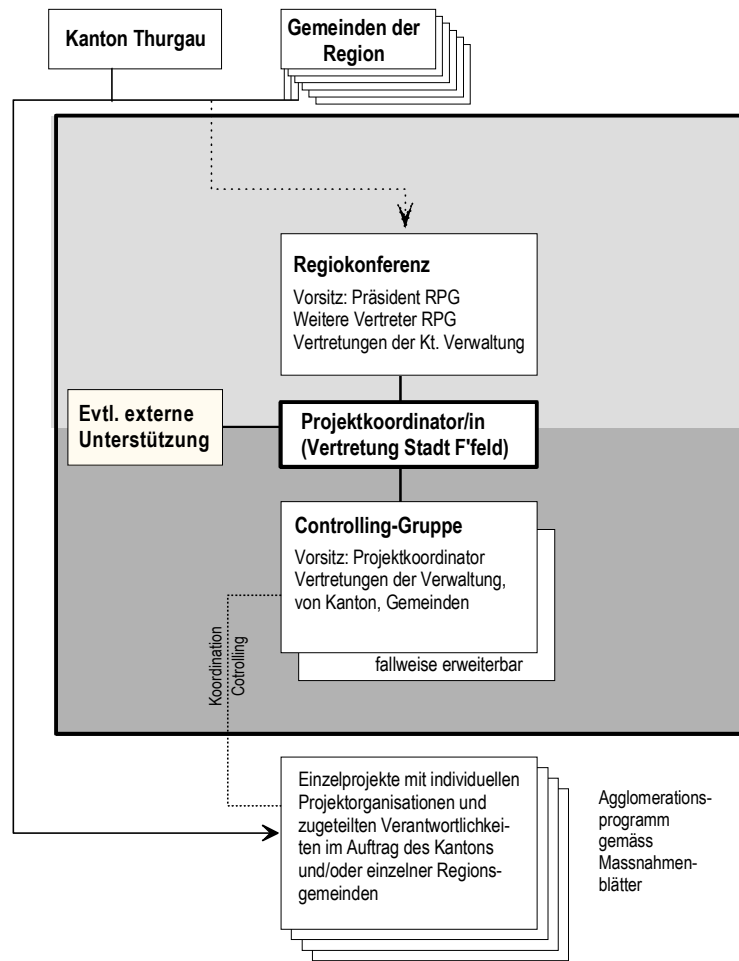 Kanton Thurgau
Gemeinden der
Region
Regiokonferenz
Vorsitz: Präsident RPG
Weitere Vertreter RPG
Vertretungen der Kt. Verwaltung
Evtl. externe
Unterstützung
Projektkoordinator/in
(Vertretung Stadt F'feld)
Controlling-Gruppe
Vorsitz: Projektkoordinator
Vertretungen der Verwaltung,
von Kanton, Gemeinden
fallweise erweiterbar
Koordination
Cotrolling
Einzelprojekte mit individuellen
Projektorganisationen und
zugeteilten Verantwortlichkei-
ten im Auftrag des Kantons
und/oder einzelner Regions-
gemeinden
Agglomerations-
programm
gemäss
Massnahmen-
blätter